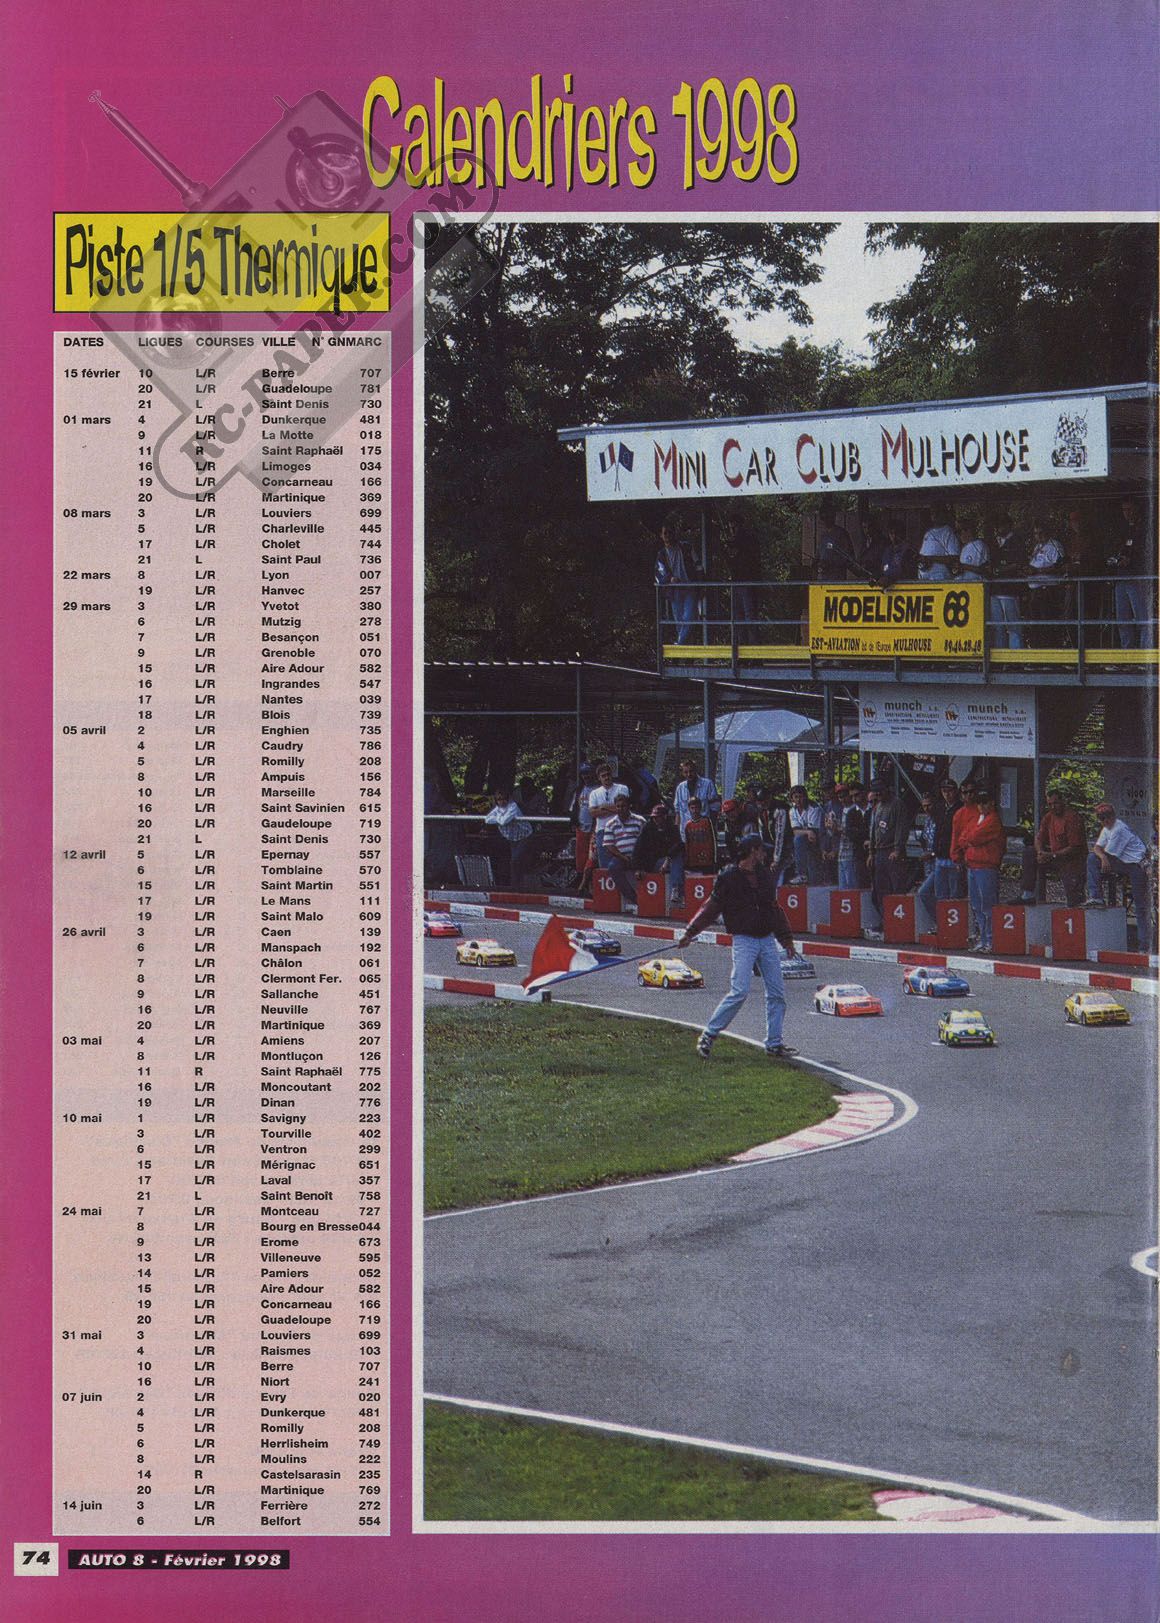 Calendriers 1998
Piste 1/5 Thermique
DATES LIGUES COURSES VILLE N° GNMARC
15 février 10 L/R Berre 707
20 L/R Guadeloupe 781
21 L Saint Denis 730
01 mars 4 L/R Dunkerque 481
9 L/R La Motte 018
11 R Saint Raphaël 175
16 L/R Limoges 034
19 L/R Concarneau 166
20 L/R Martinique 369
08 mars 3 L/R Louviers 699
5 L/R Charleville 445
17 L/R Cholet 744
21 L Saint Paul 736
22 mars 8 L/R Lyon 007
19 L/R Hanvec 257
29 mars 3 L/R Yvetot 380
6 L/R Mutzig 278
7 L/R Besançon 051
9 L/R Grenoble 070
15 L/R Aire Adour 582
16 L/R Ingrandes 547
17 L/R Nantes 039
18 L/R Blois 739
05 avril 2 L/R Enghien 735
4 L/R Caudry 786
5 L/R Romilly 208
8 L/R Ampuis 156
10 L/R Marseille 784
16 L/R Saint Savinien 615
20 L/R Gaudeloupe 719
21 L Saint Denis 730
12 avril 5 L/R Epernay 557
6 L/R Tomblaine 570
15 L/R Saint Martin 551
17 L/R Le Mans 111
19 L/R Saint Malo 609
26 avril 3 L/R Caen 139
6 L/R Manspach 192
7 L/R Châlon 061
8 L/R Clermont Fer. 065
9 L/R Sallanche 451
16 L/R Neuville 767
20 L/R Martinique 369
03 mai 4 L/R Amiens 207
8 L/R Montluçon 126
11 R Saint Raphaël 775
16 L/R Moncoutant 202
19 L/R Dinan 776
10 mai 1 L/R Savigny 223
3 L/R Tourville 402
6 L/R Ventron 299
15 L/R Mérignac 651
17 L/R Laval 357
21 L Saint Benoît 758
24 mai 7 L/R Montceau 727
8 L/R Bourg en Bresse044
9 L/R Erome 673
13 L/R Villeneuve 595
14 L/R Pamiers 052
15 L/R Aire Adour 582
19 L/R Concarneau 166
20 L/R Guadeloupe 719
31 mai 3 L/R Louviers 699
4 L/R Raismes 103
10 L/R Berre 707
16 L/R Niort 241
07 juin 2 L/R Evry 020
4 L/R Dunkerque 481
5 L/R Romilly 208
6 L/R Herrlisheim 749
8 L/R Moulins 222
14 R Castelsarasin 235
20 L/R Martinique 769
14 juin 3 L/R Ferrière 272
6 L/R Belfort 554
RC-PAPER.COM
MINI CAR CLUB MULHOUSE
MODELISME 68
EST-AVIATION bd de l'Europe MULHOUSE 89.46.28.48
munch s.a. munch s.a.
10 9 8 6 5 4 3 2 1
74 AUTO 8 - Février 1998